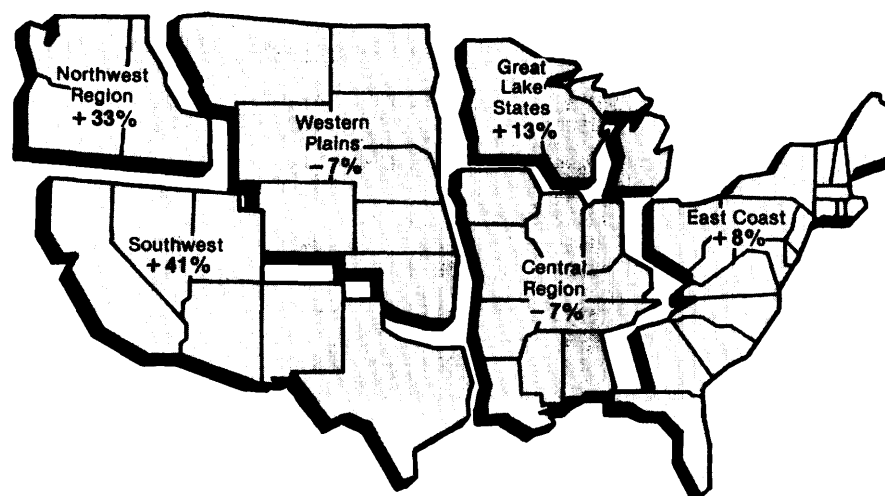 Northwest
Region
+ 33%
Western
Plains
– 7%
Great
Lake
States
+ 13%
Southwest
+ 41%
Central
Region
– 7%
East Coast
+ 8%